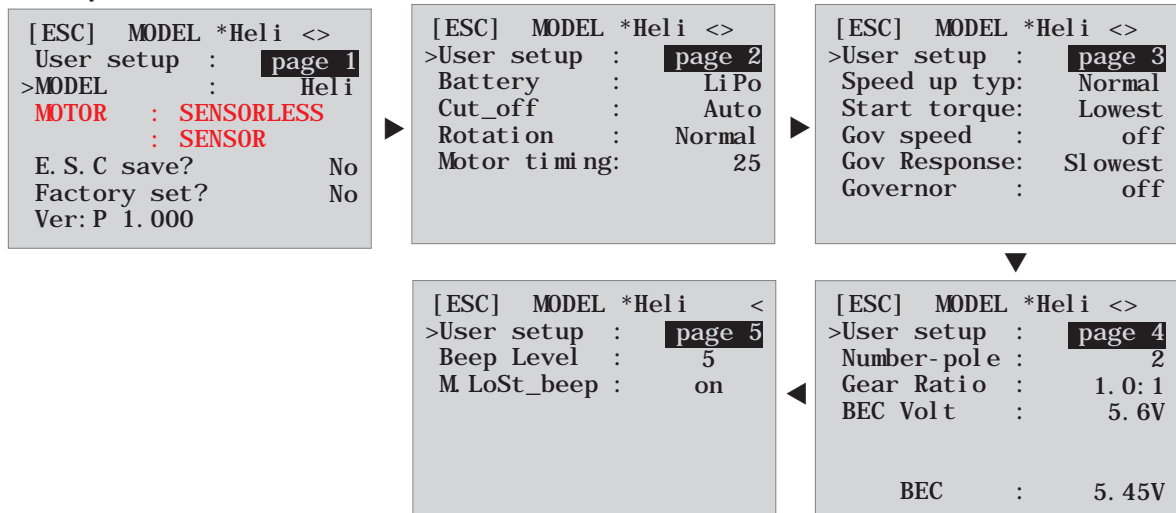 [ESC] MODEL *Heli <>
User setup : page 1
>MODEL : Heli
MOTOR : SENSORLESS
: SENSOR
E.S.C save? No
Factory set? No
Ver:P 1.000
[ESC] MODEL *Heli <>
>User setup : page 2
Battery : LiPo
Cut_off : Auto
Rotation : Normal
Motor timing: 25
[ESC] MODEL *Heli <>
>User setup : page 3
Speed up typ: Normal
Start torque: Lowest
Gov speed : off
Gov Response: Slowest
Governor : off
[ESC] MODEL *Heli <>
>User setup : page 4
Number-pole : 2
Gear Ratio : 1.0:1
BEC Volt : 5.6V
BEC : 5.45V
[ESC] MODEL *Heli <
>User setup : page 5
Beep Level : 5
M.LoSt_beep : on